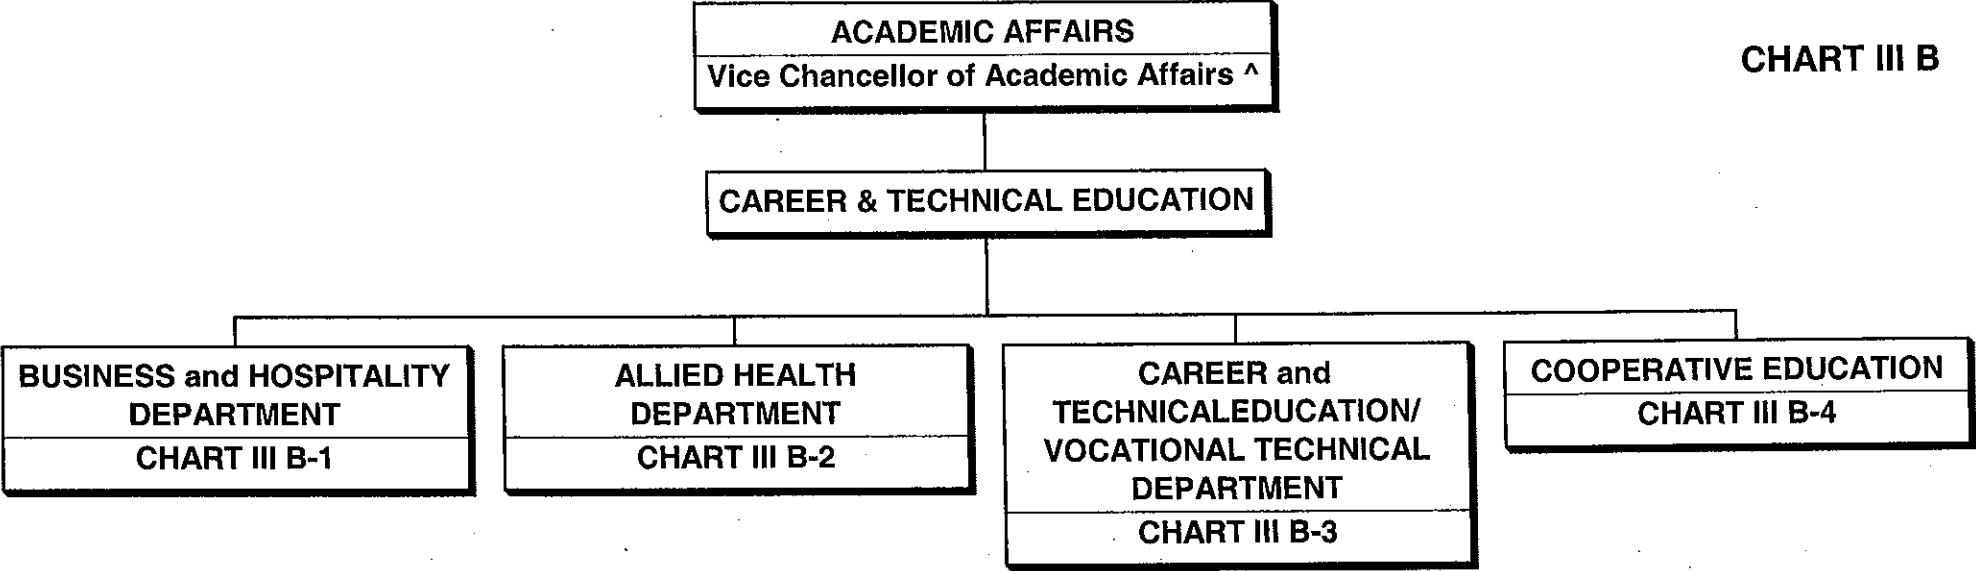 ACADEMIC AFFAIRS
Vice Chancellor of Academic Affairs ^
CHART III B
CAREER & TECHNICAL EDUCATION
BUSINESS and HOSPITALITY
DEPARTMENT
CHART III B-1
ALLIED HEALTH
DEPARTMENT
CHART III B-2
CAREER and
TECHNICALEDUCATION/
VOCATIONAL TECHNICAL
DEPARTMENT
CHART III B-3
COOPERATIVE EDUCATION
CHART III B-4